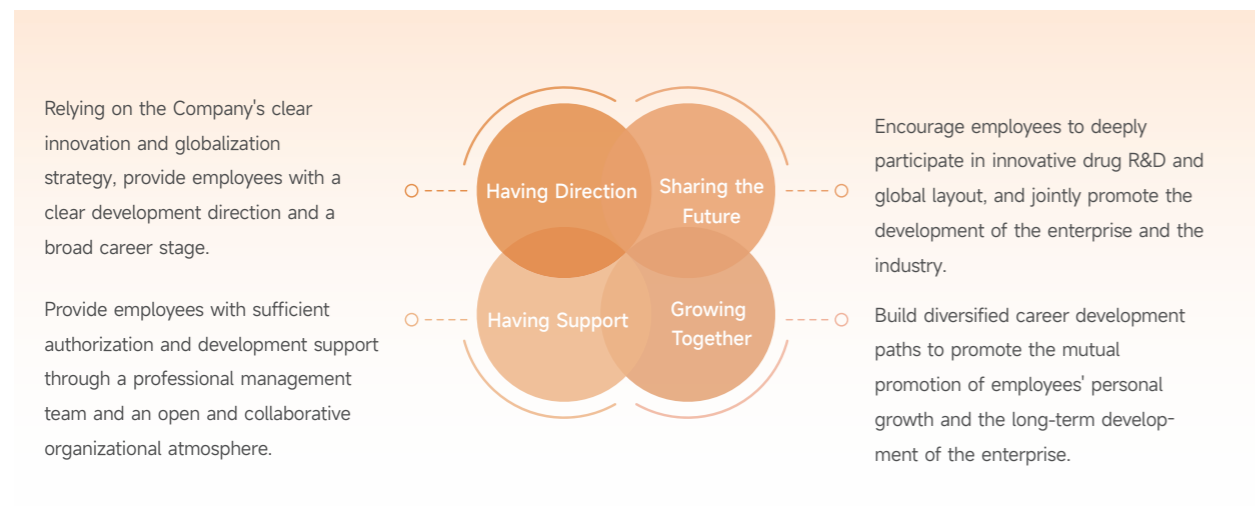 Relying on the Company's clear
innovation and globalization
strategy, provide employees with a
clear development direction and a
broad career stage.
Having Direction
Sharing the
Future
Encourage employees to deeply
participate in innovative drug R&D and
global layout, and jointly promote the
development of the enterprise and the
industry.
Provide employees with sufficient
authorization and development support
through a professional management
team and an open and collaborative
organizational atmosphere.
Having Support
Growing
Together
Build diversified career development
paths to promote the mutual
promotion of employees' personal
growth and the long-term develop-
ment of the enterprise.